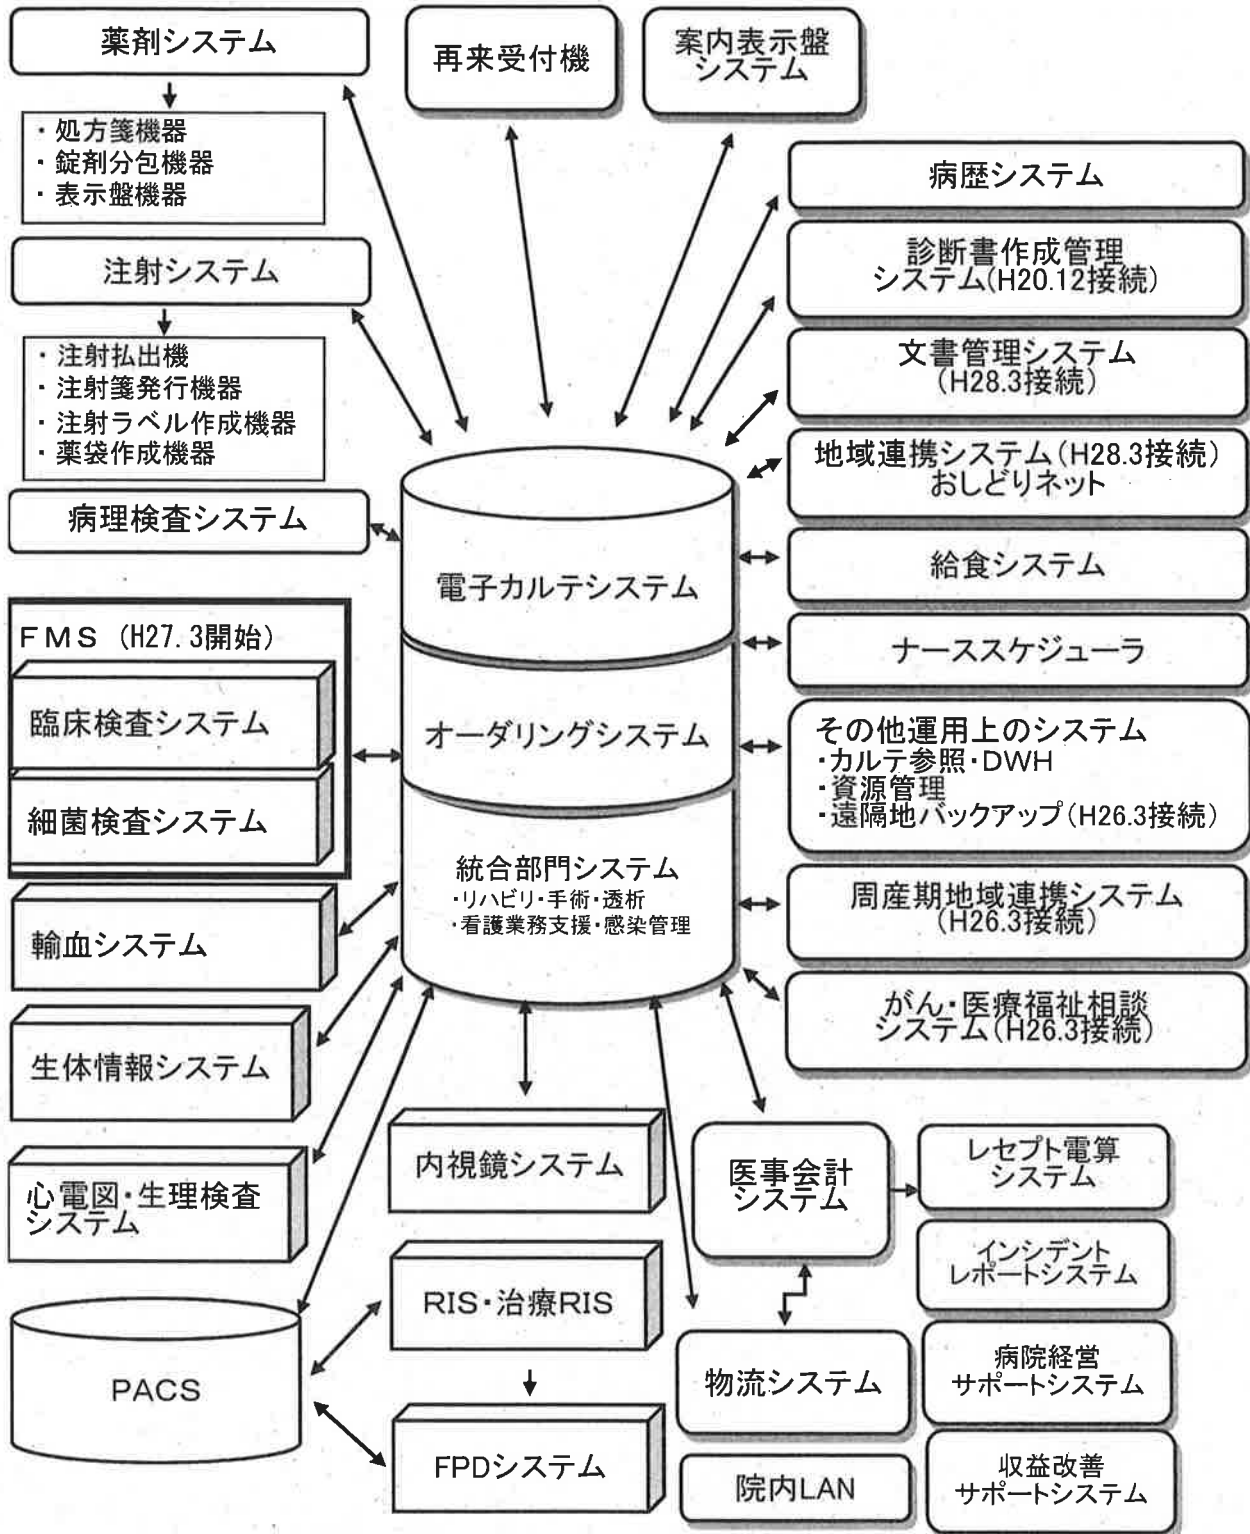 薬剤システム
・処方箋機器
・錠剤分包機器
・表示盤機器
注射システム
・注射払出機
・注射箋発行機器
・注射ラベル作成機器
・薬袋作成機器
病理検査システム
FMS (H27.3開始)
臨床検査システム
細菌検査システム
輸血システム
生体情報システム
心電図・生理検査
システム
PACS
再来受付機
案内表示盤
システム
電子カルテシステム
オーダリングシステム
統合部門システム
・リハビリ・手術・透析
・看護業務支援・感染管理
内視鏡システム
RIS・治療RIS
FPDシステム
病歴システム
診断書作成管理
システム(H20.12接続)
文書管理システム
(H28.3接続)
地域連携システム(H28.3接続)
おしどりネット
給食システム
ナーススケジューラ
その他運用上のシステム
・カルテ参照・DWH
・資源管理
・遠隔地バックアップ(H26.3接続)
周産期地域連携システム
(H26.3接続)
がん・医療福祉相談
システム(H26.3接続)
医事会計
システム
物流システム
院内LAN
レセプト電算
システム
インシデント
レポートシステム
病院経営
サポートシステム
収益改善
サポートシステム